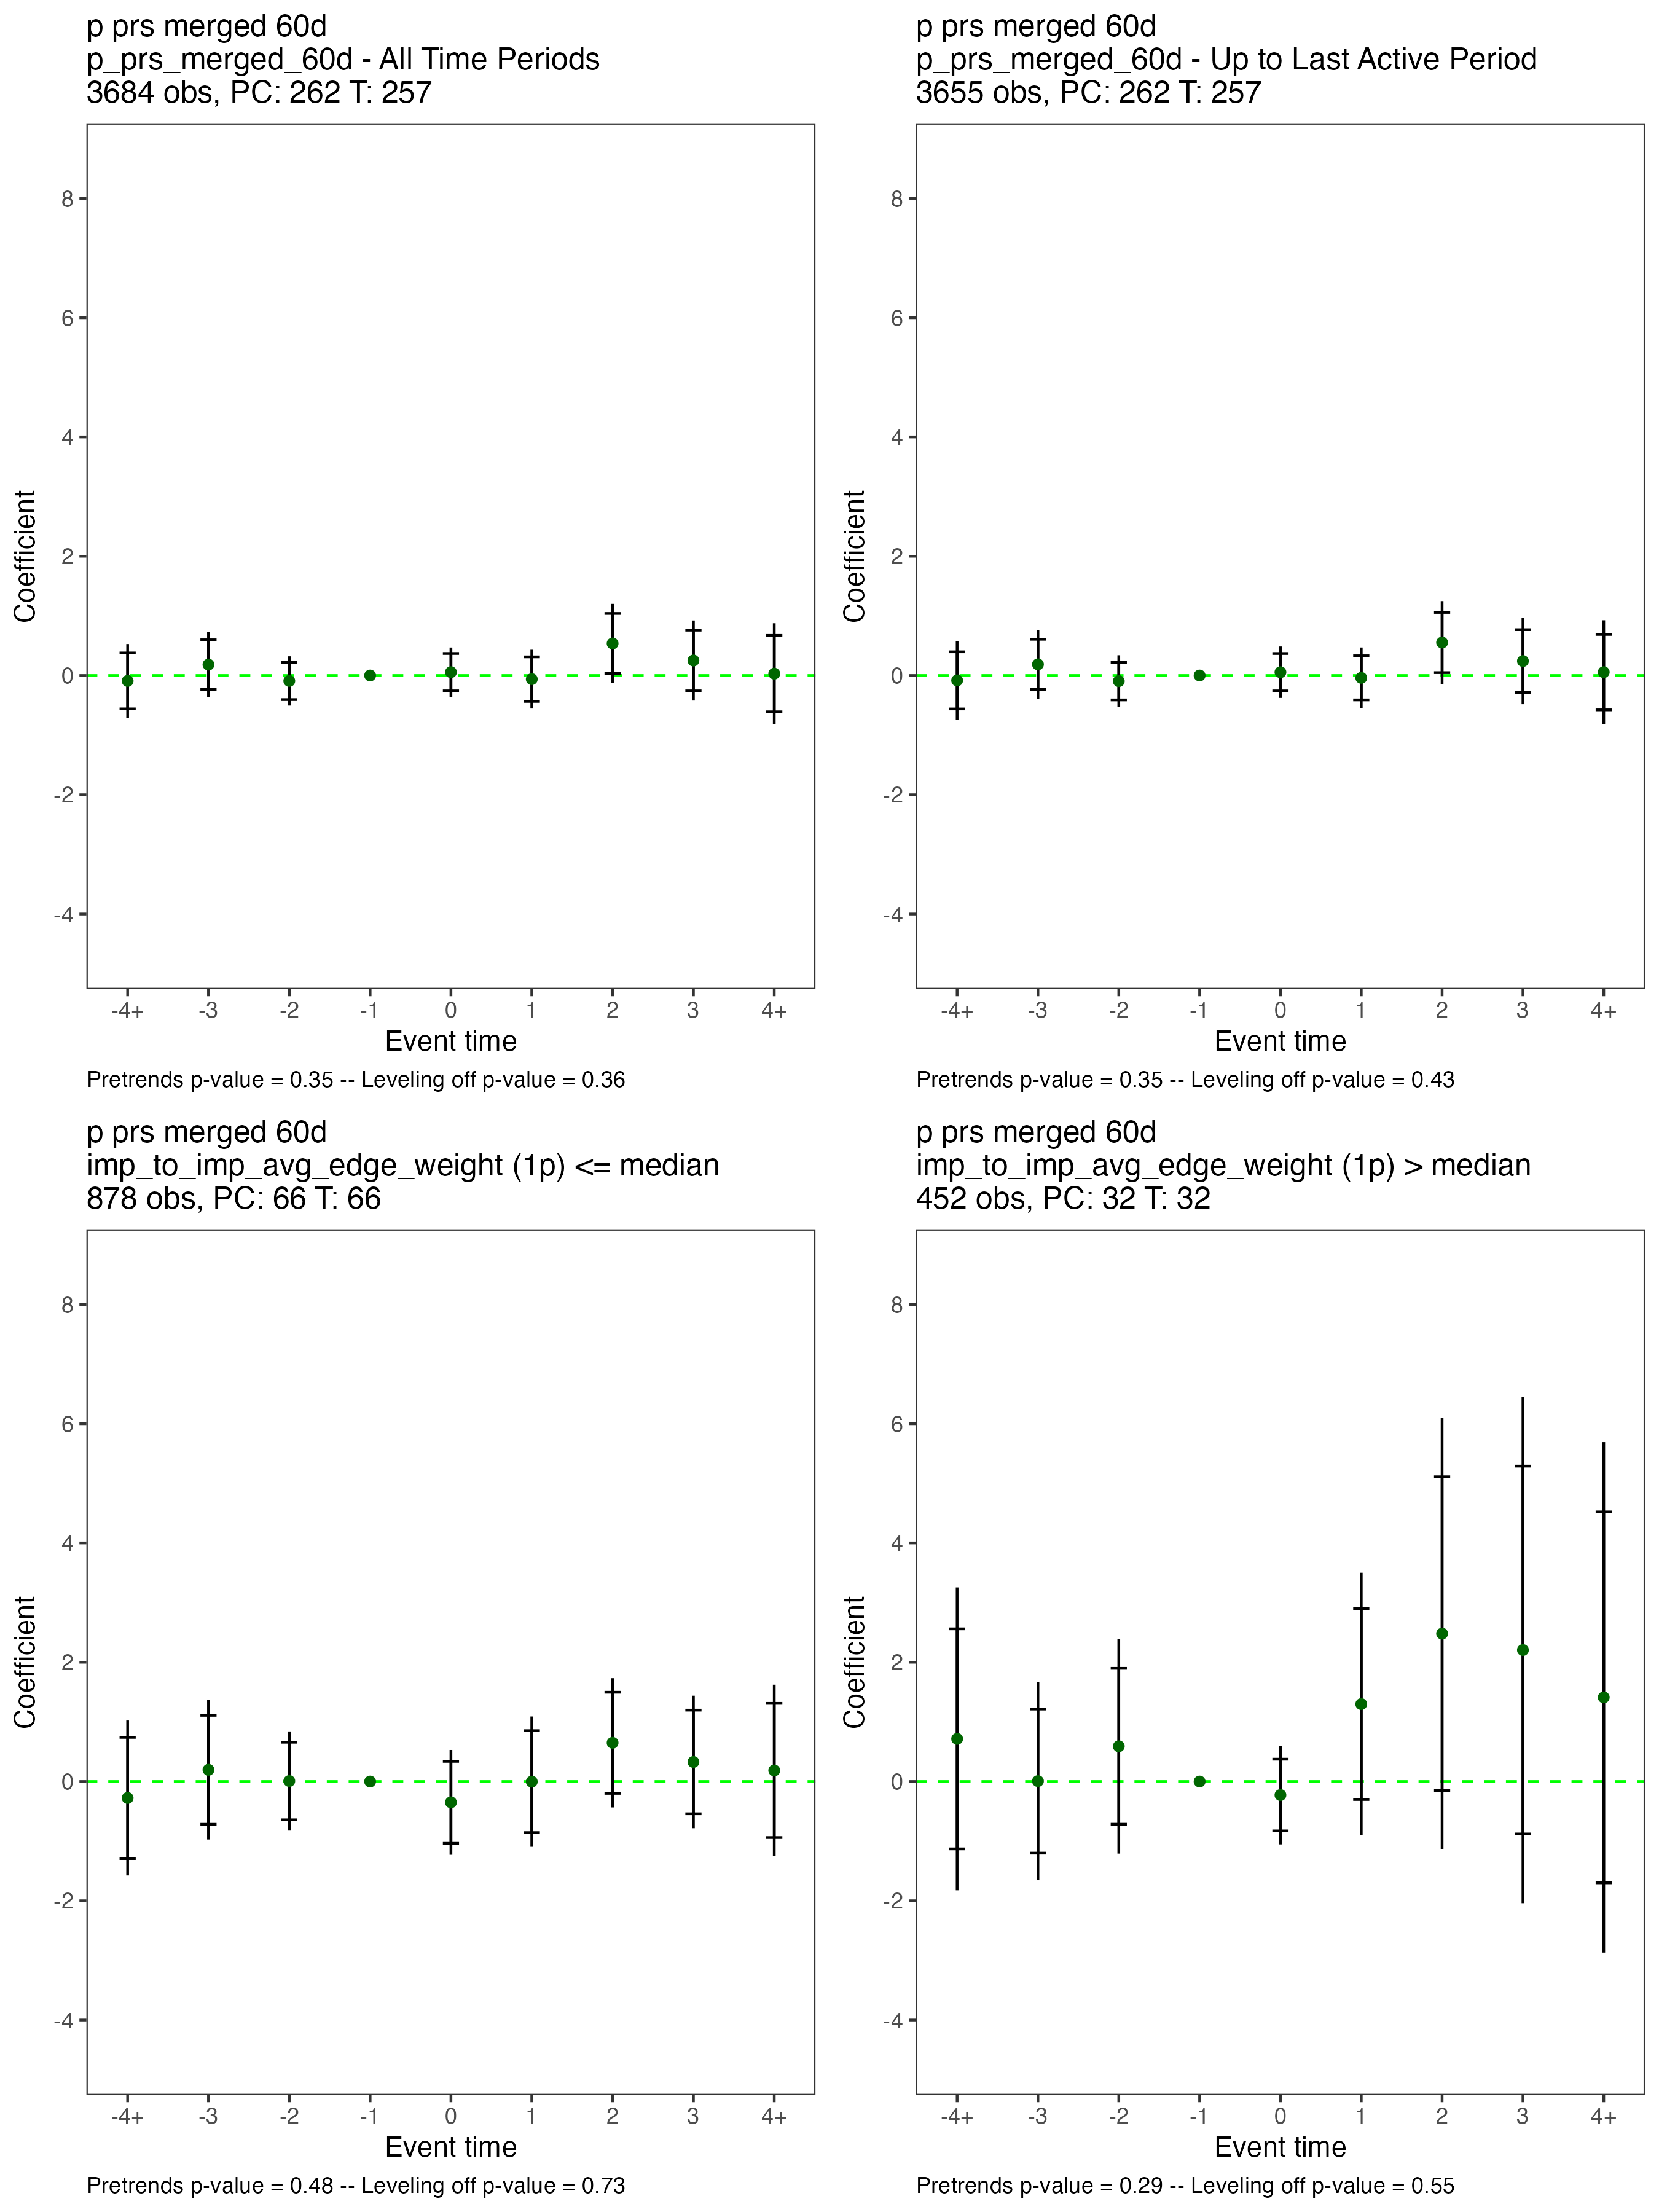 p prs merged 60d
p_prs_merged_60d - All Time Periods
3684 obs, PC: 262 T: 257
8
6
4
2
0
-2
-4
Coefficient
-4+ -3 -2 -1 0 1 2 3 4+
Event time
Pretrends p-value = 0.35 -- Leveling off p-value = 0.36
p prs merged 60d
p_prs_merged_60d - Up to Last Active Period
3655 obs, PC: 262 T: 257
8
6
4
2
0
-2
-4
Coefficient
-4+ -3 -2 -1 0 1 2 3 4+
Event time
Pretrends p-value = 0.35 -- Leveling off p-value = 0.43
p prs merged 60d
imp_to_imp_avg_edge_weight (1p) <= median
878 obs, PC: 66 T: 66
8
6
4
2
0
-2
-4
Coefficient
-4+ -3 -2 -1 0 1 2 3 4+
Event time
Pretrends p-value = 0.48 -- Leveling off p-value = 0.73
p prs merged 60d
imp_to_imp_avg_edge_weight (1p) > median
452 obs, PC: 32 T: 32
8
6
4
2
0
-2
-4
Coefficient
-4+ -3 -2 -1 0 1 2 3 4+
Event time
Pretrends p-value = 0.29 -- Leveling off p-value = 0.55